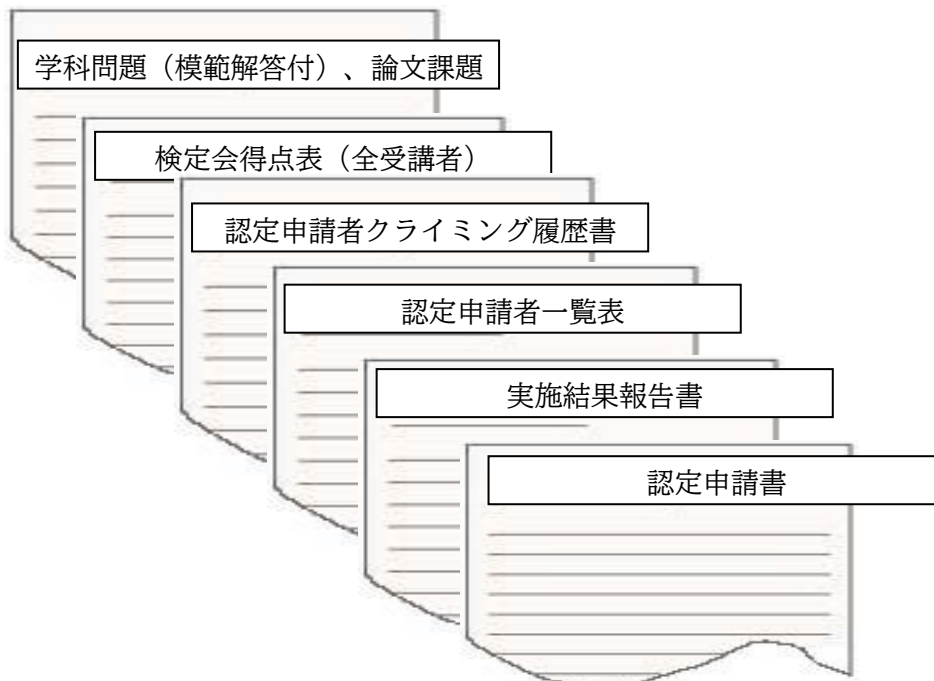 学科問題（模範解答付）、論文課題
検定会得点表（全受講者）
認定申請者クライミング履歴書
認定申請者一覧表
実施結果報告書
認定申請書